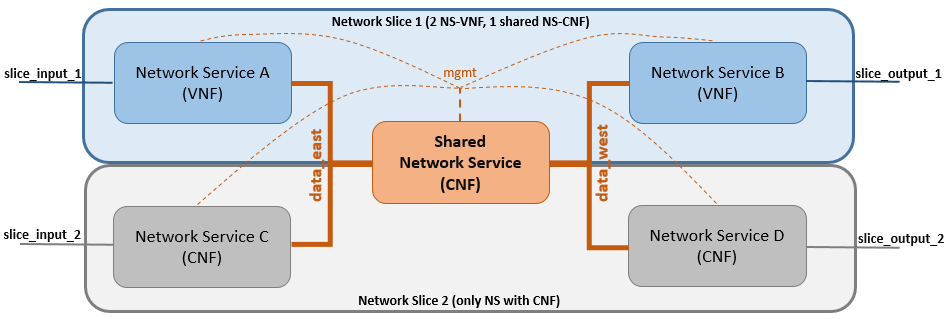 Network Slice 1 (2 NS-VNF, 1 shared NS-CNF)
slice_input_1
Network Service A
(VNF)
mgmt
Network Service B
(VNF)
slice_output_1
data_east
Shared
Network Service
(CNF)
data_west
slice_input_2
Network Service C
(CNF)
Network Service D
(CNF)
slice_output_2
Network Slice 2 (only NS with CNF)